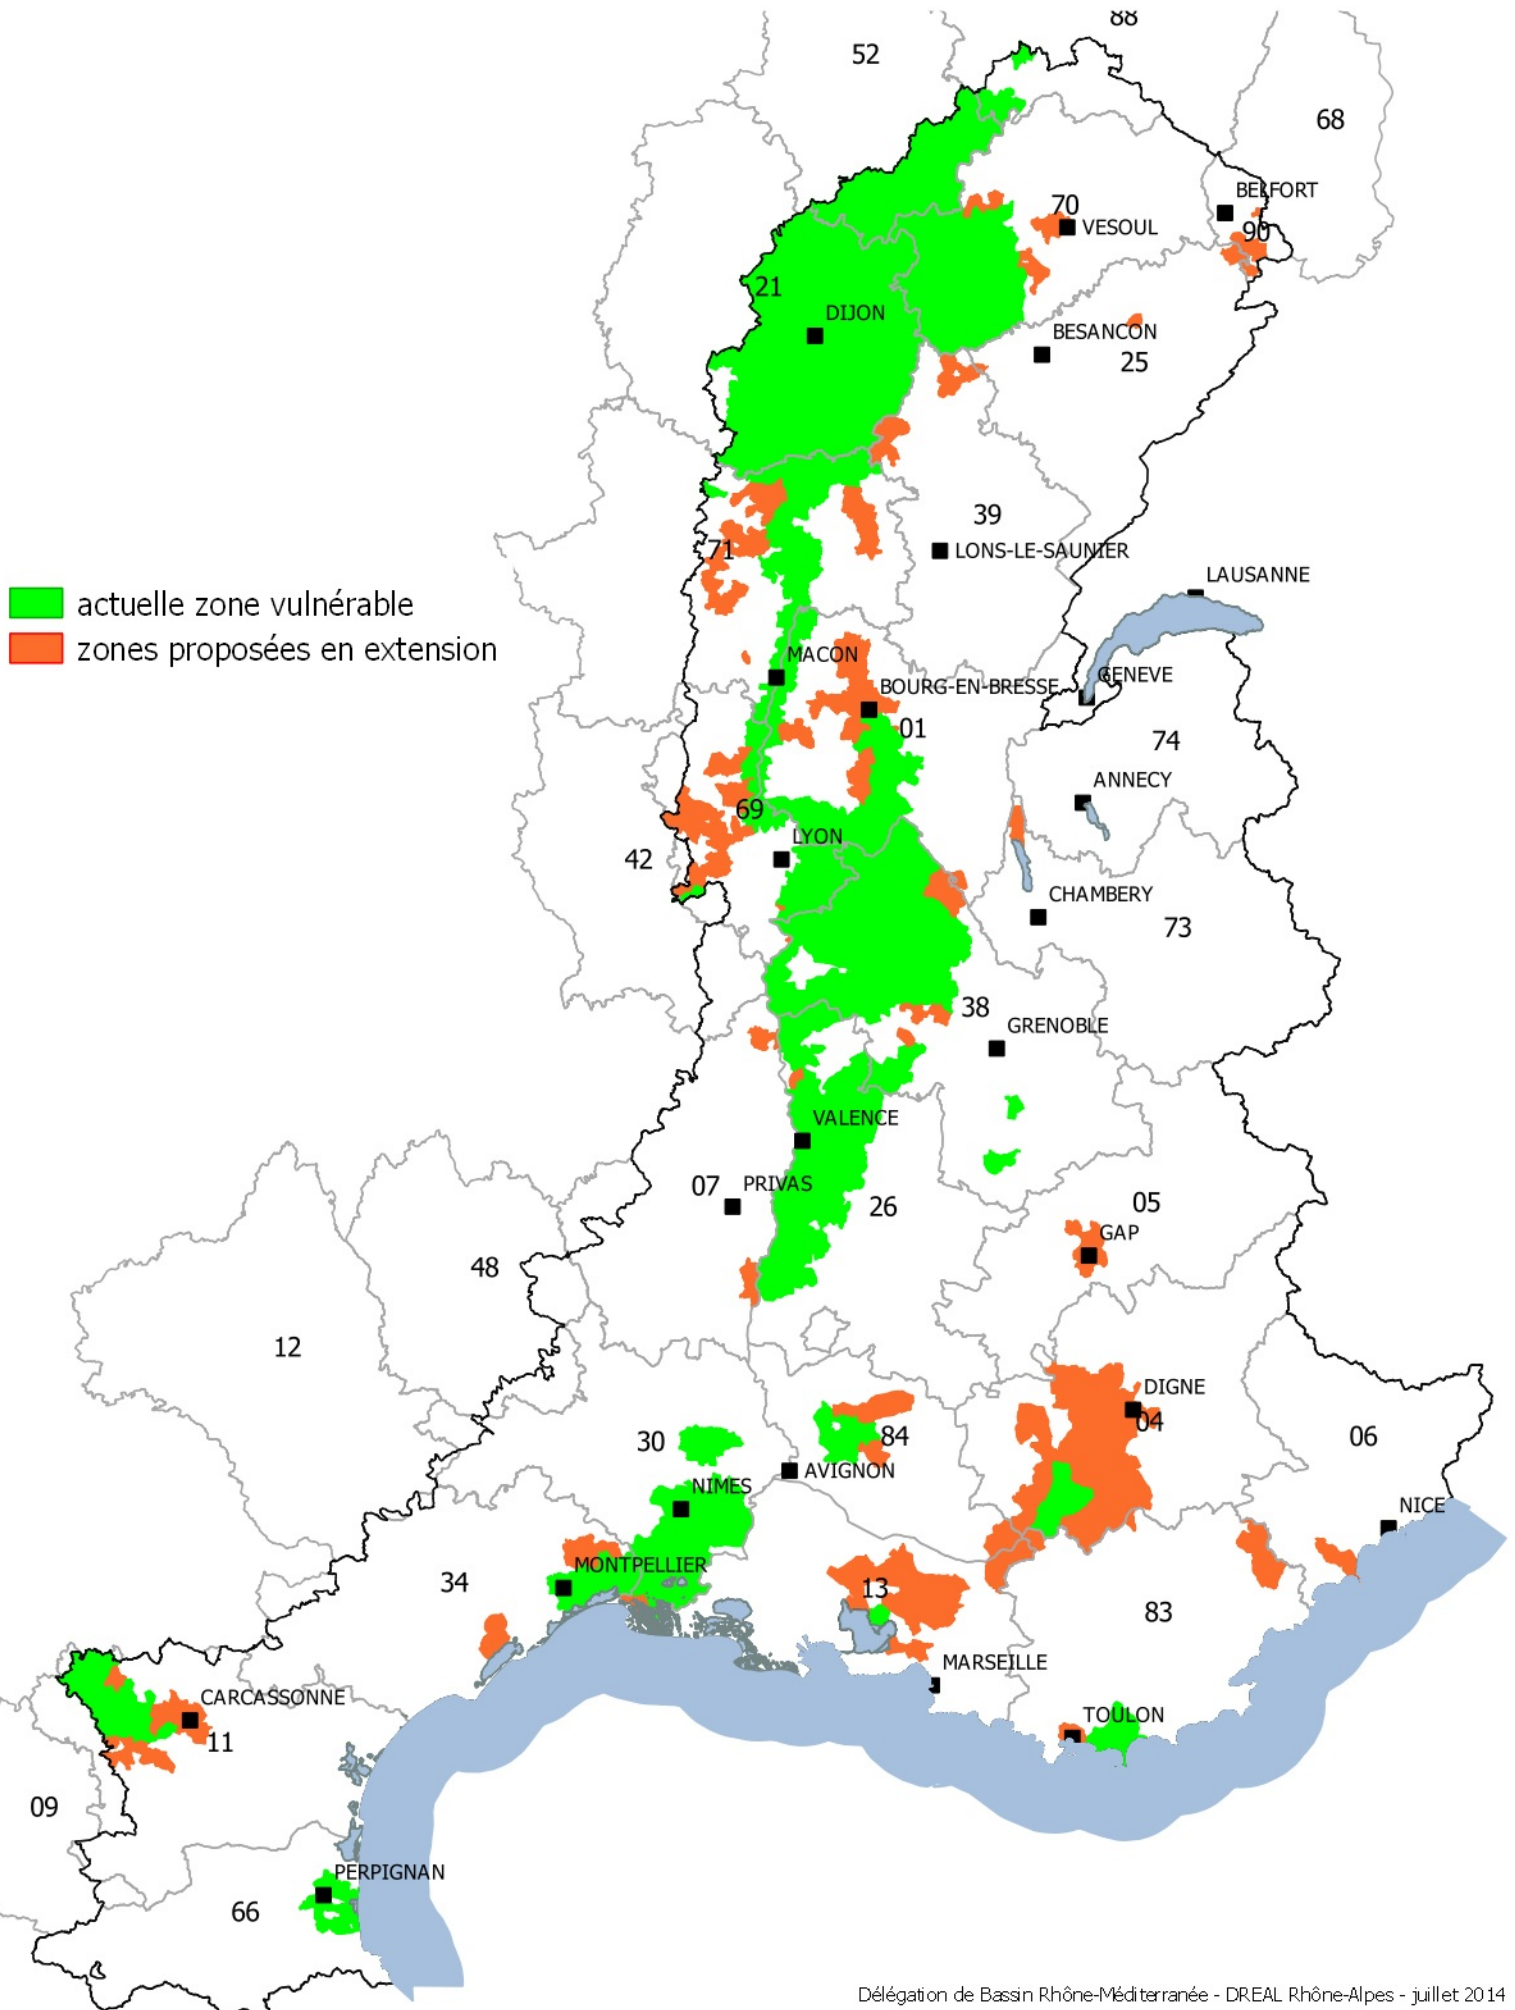 88
52
68
BELFORT
70
VESOUL
90
21
DIJON
BESANCON
25
39
LONS-LE-SAUNIER
LAUSANNE
actuelle zone vulnérable
zones proposées en extension
71
MACON
GENEVE
BOURG-EN-BRESSE
01
74
ANNECY
69
LYON
42
CHAMBERY
73
38
GRENOBLE
VALENCE
07
PRIVAS
26
05
GAP
48
12
DIGNE
04
30
84
06
AVIGNON
NIMES
NICE
MONTPELLIER
34
13
83
MARSEILLE
CARCASSONNE
11
TOULON
09
PERPIGNAN
66
Délégation de Bassin Rhône-Méditerranée - DREAL Rhône-Alpes - juillet 2014